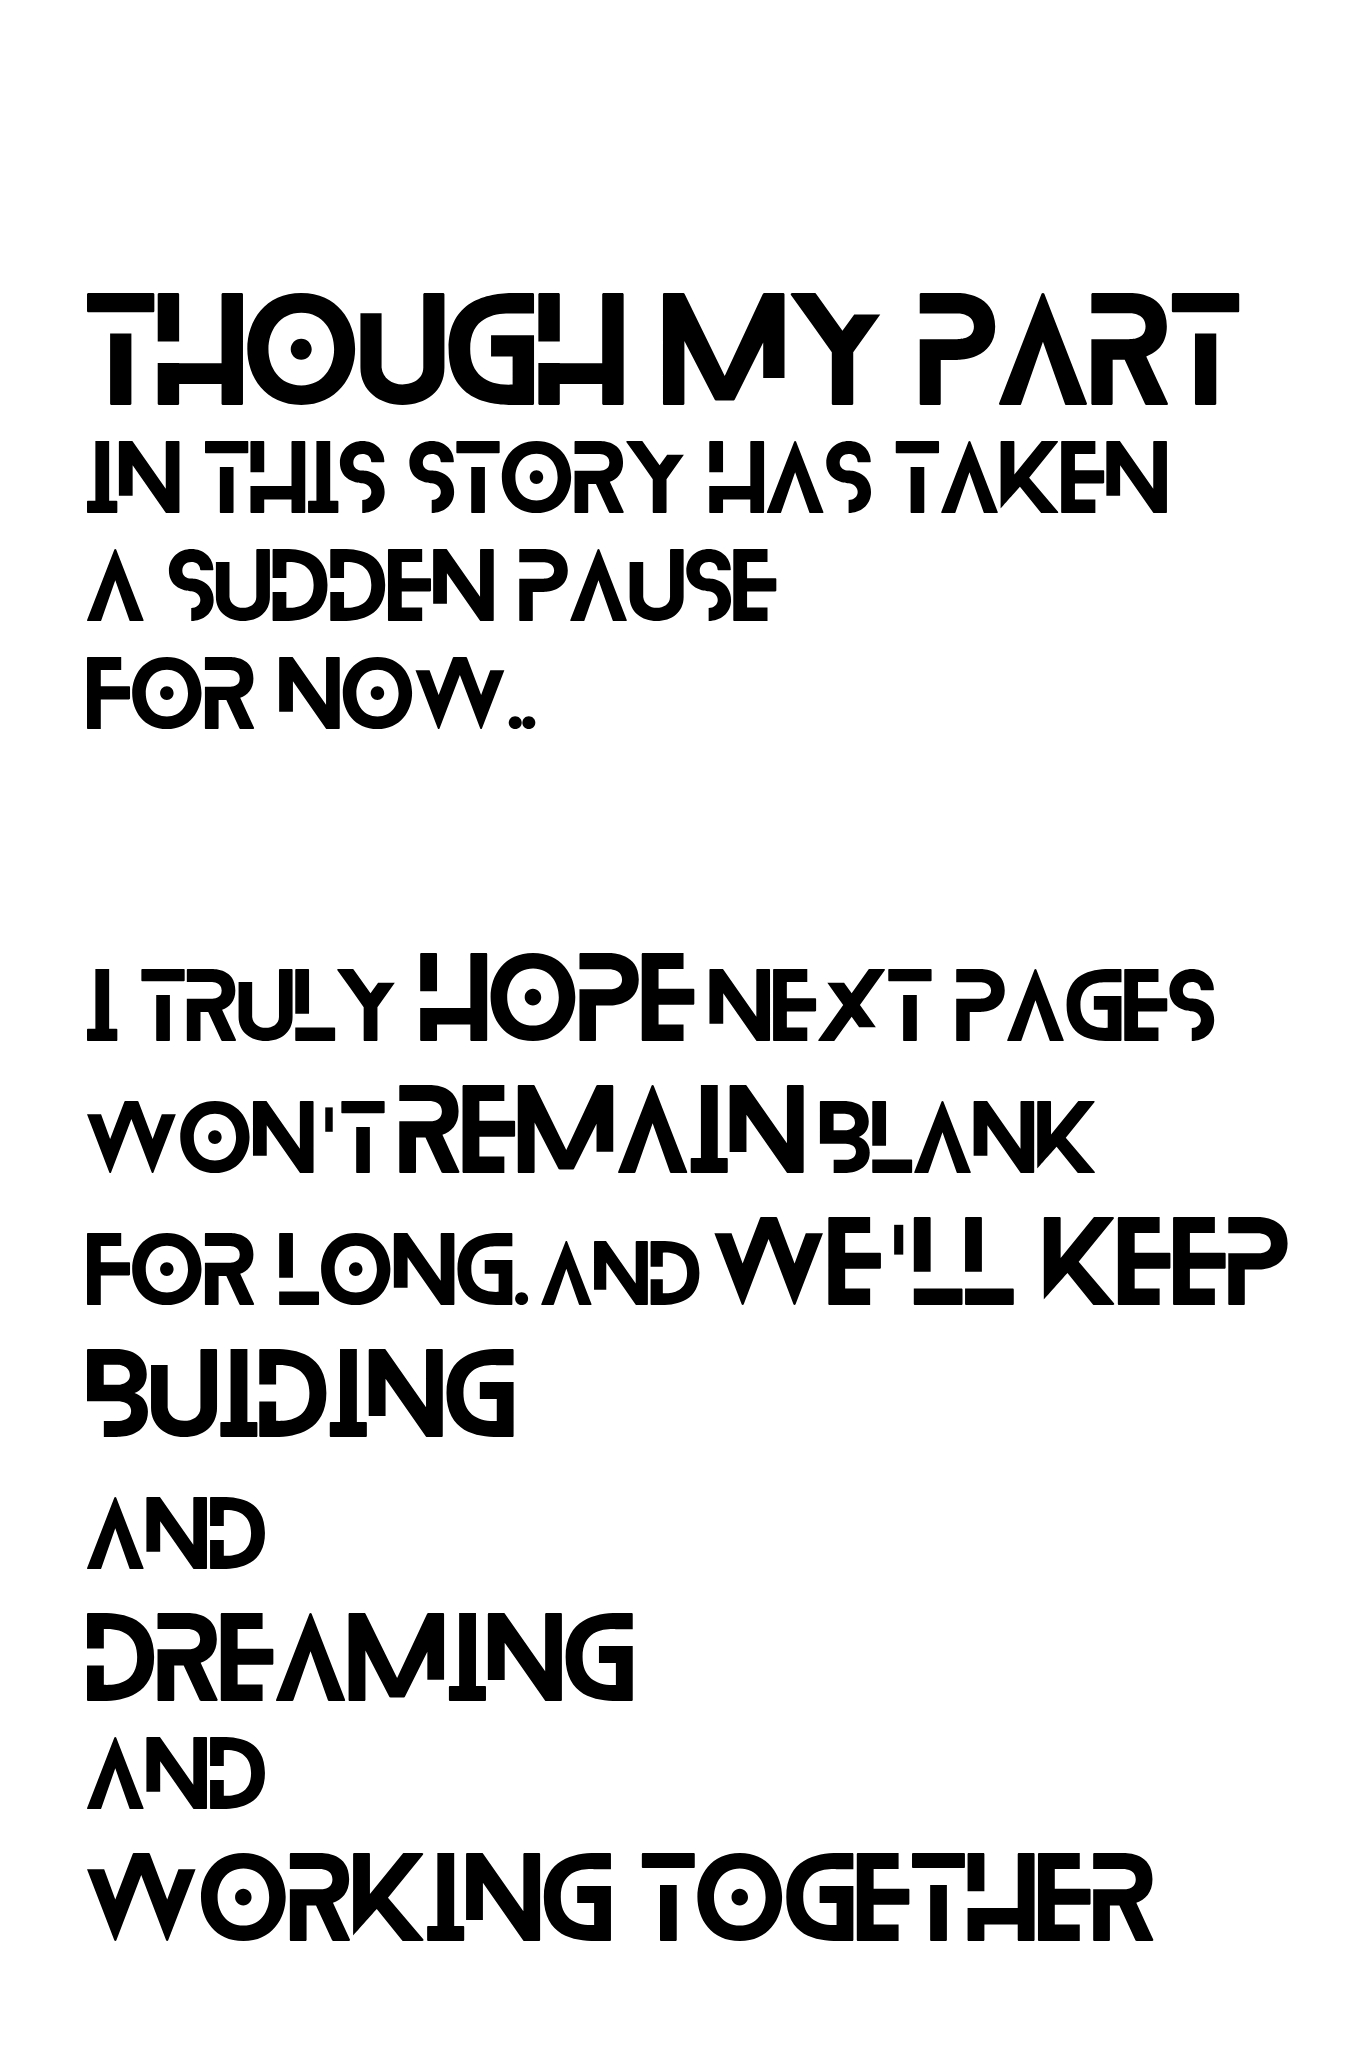 THOUGH MY PART
IN THIS STORY HAS TAKEN
A SUDDEN PAUSE
FOR NOW..
I TRULY HOPE NEXT PAGES
WON'T REMAIN BLANK
FOR LONG. AND WE'LL KEEP
BUIDING
AND
DREAMING
AND
WORKING TOGETHER